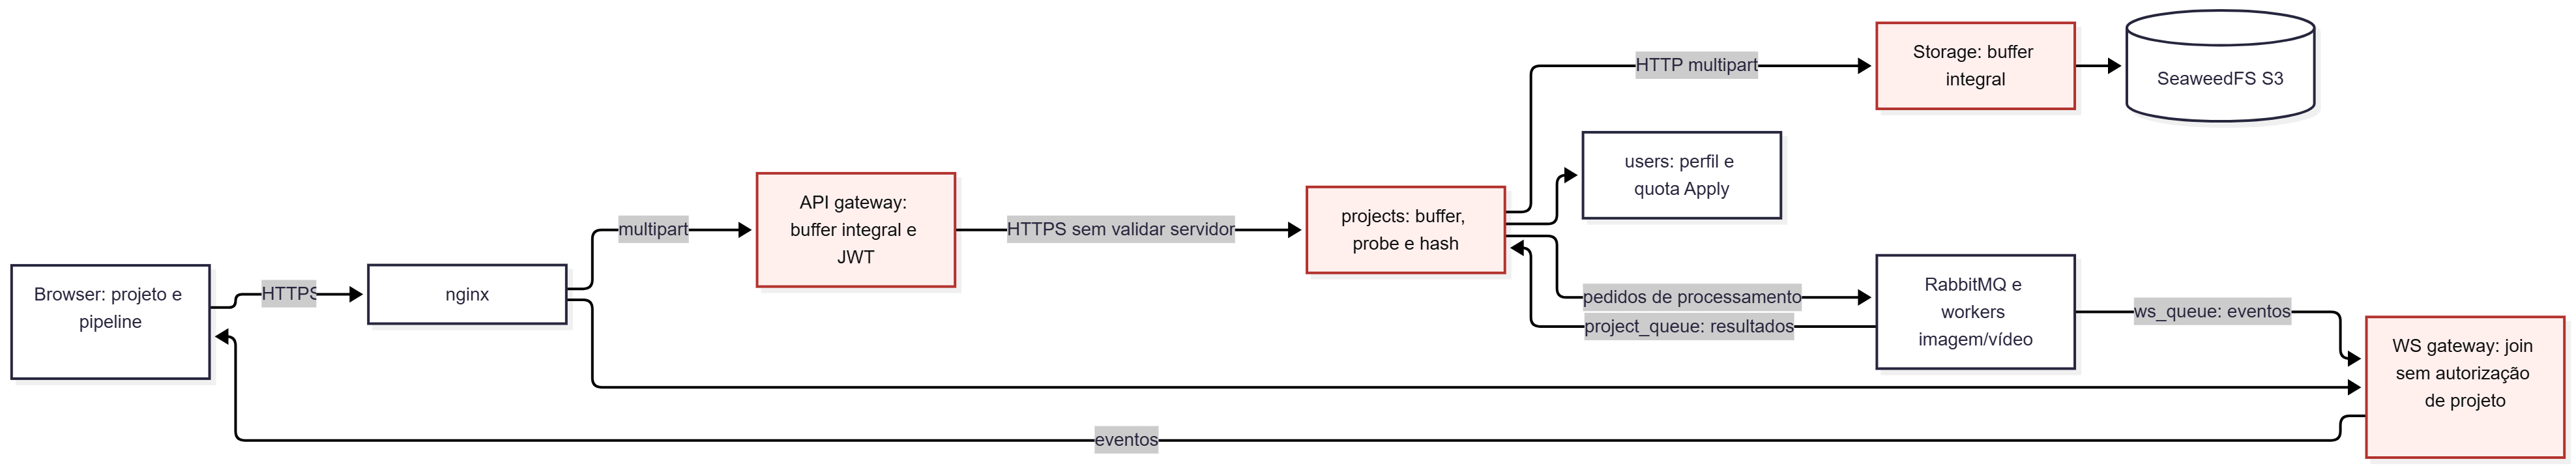 Browser: projeto e
pipeline
HTTPS
nginx
multipart
API gateway:
buffer integral e
JWT
HTTPS sem validar servidor
projects: buffer,
probe e hash
HTTP multipart
Storage: buffer
integral
SeaweedFS S3
users: perfil e
quota Apply
pedidos de processamento
project_queue: resultados
RabbitMQ e
workers
imagem/vídeo
ws_queue: eventos
WS gateway: join
sem autorização
de projeto
eventos